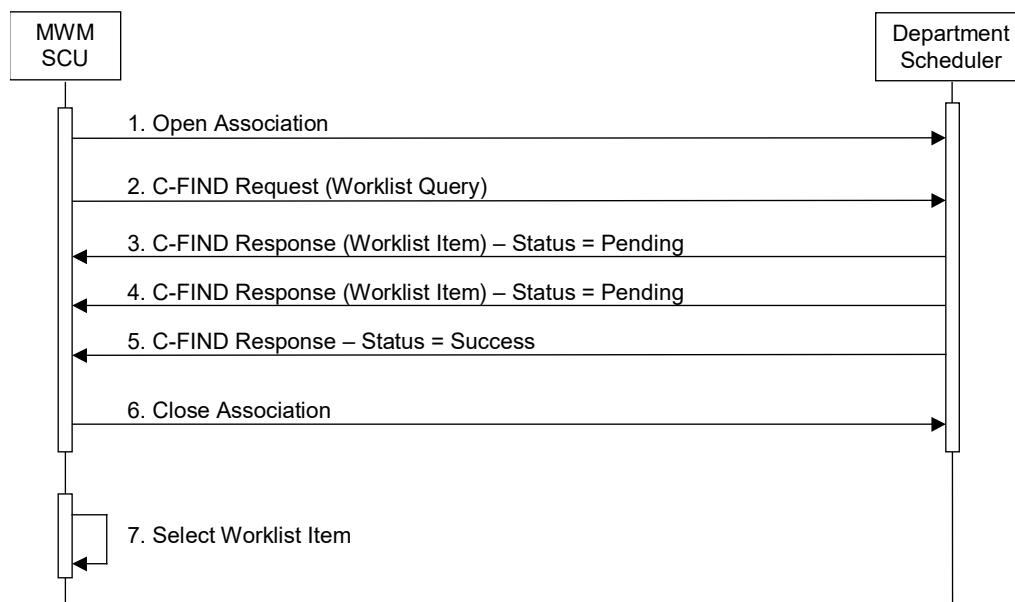 MWM
SCU
Department
Scheduler
1. Open Association
2. C-FIND Request (Worklist Query)
3. C-FIND Response (Worklist Item) – Status = Pending
4. C-FIND Response (Worklist Item) – Status = Pending
5. C-FIND Response – Status = Success
6. Close Association
7. Select Worklist Item